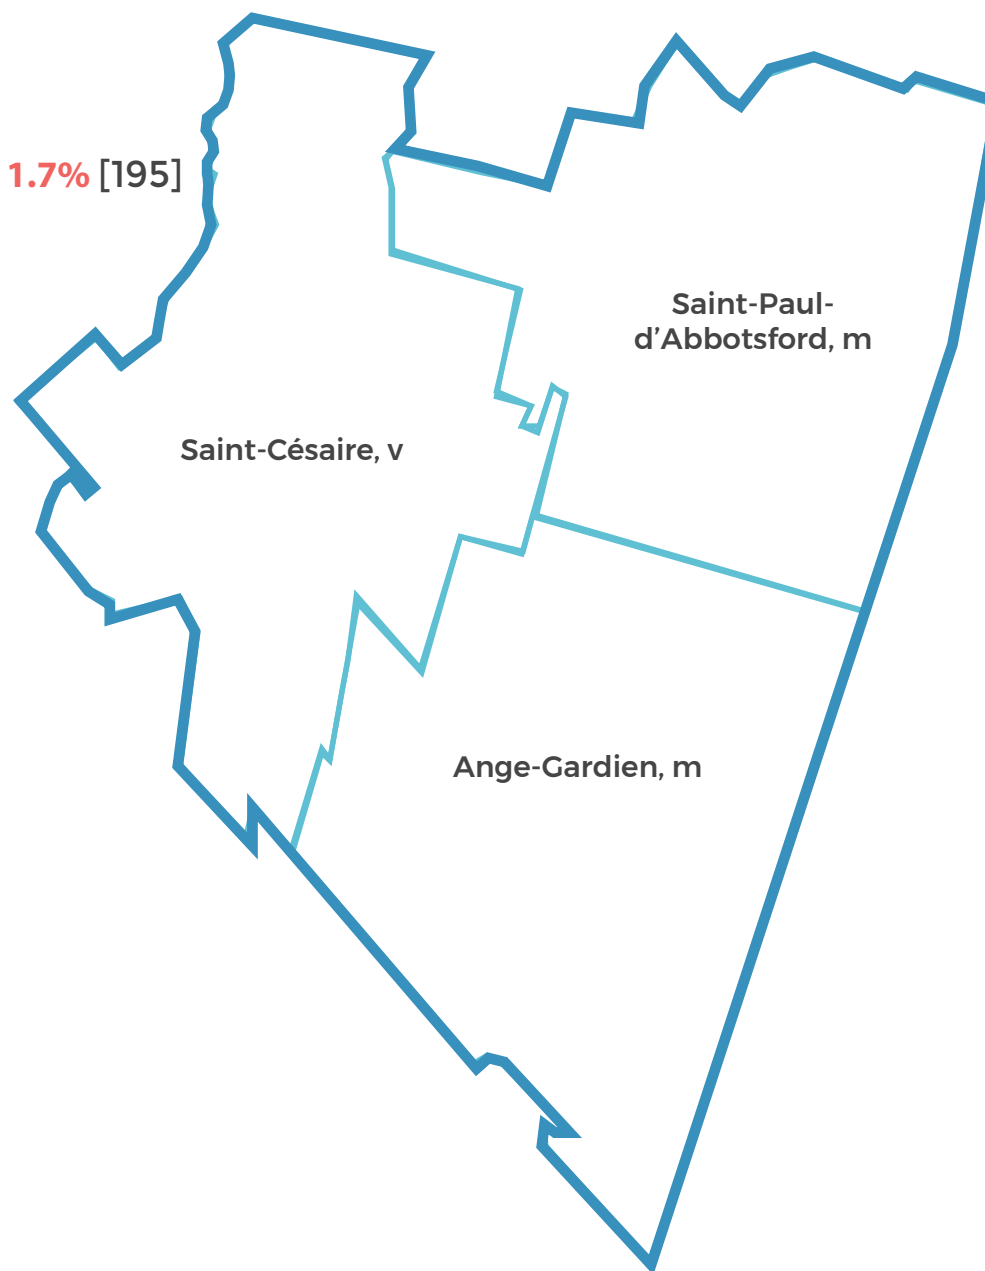 1.7% [195]
Saint-Paul-
d’Abbotsford, m
Saint-Césaire, v
Ange-Gardien, m